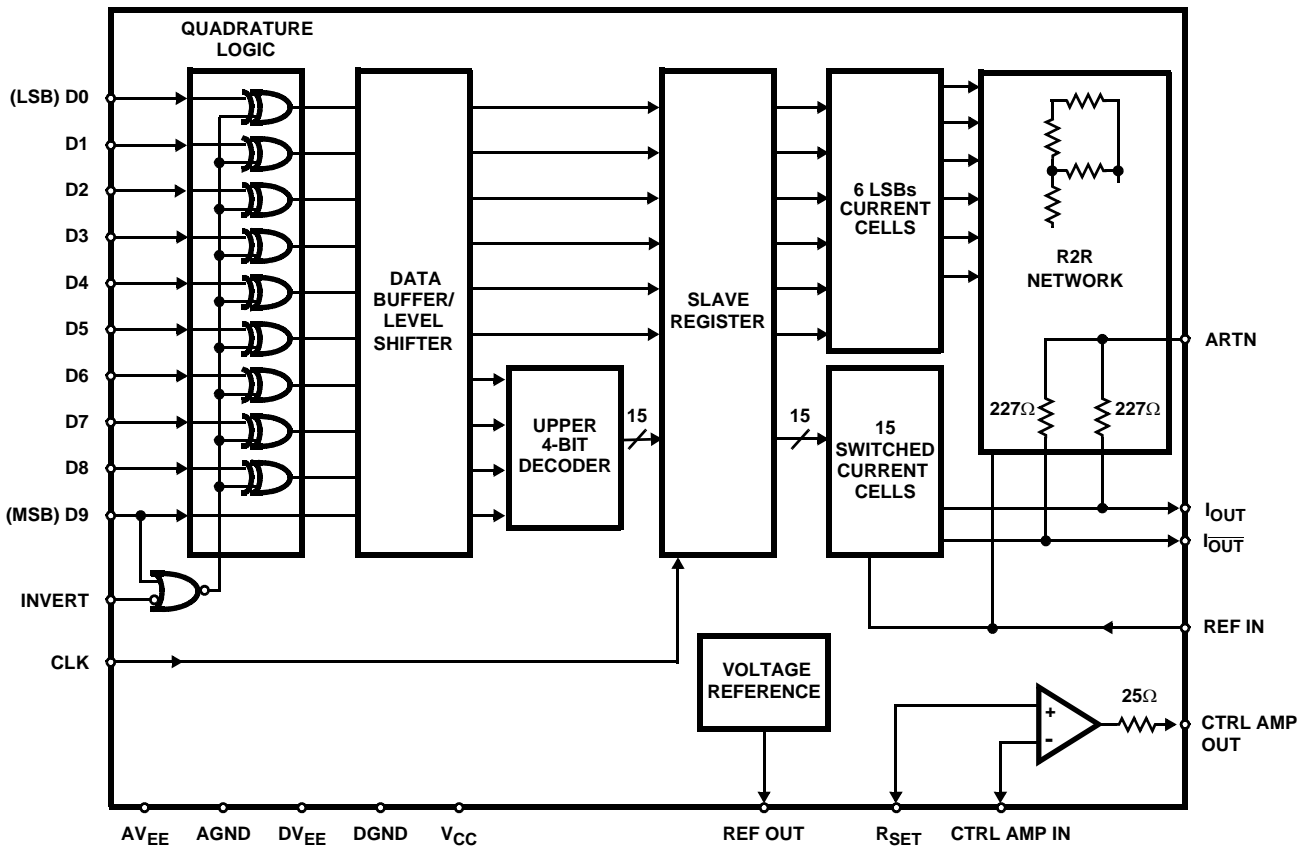 QUADRATURE
LOGIC
(LSB) D0
D1
D2
D3
D4
D5
D6
D7
D8
(MSB) D9
INVERT
CLK
DATA
BUFFER/
LEVEL
SHIFTER
UPPER
4-BIT
DECODER
15
SLAVE
REGISTER
15
6 LSBs
CURRENT
CELLS
15
SWITCHED
CURRENT
CELLS
R2R
NETWORK
227Ω
227Ω
ARTN
IOUT
IOUT
REF IN
VOLTAGE
REFERENCE
+
-
25Ω
CTRL AMP
OUT
AVEE
AGND
DVEE
DGND
VCC
REF OUT
RSET
CTRL AMP IN